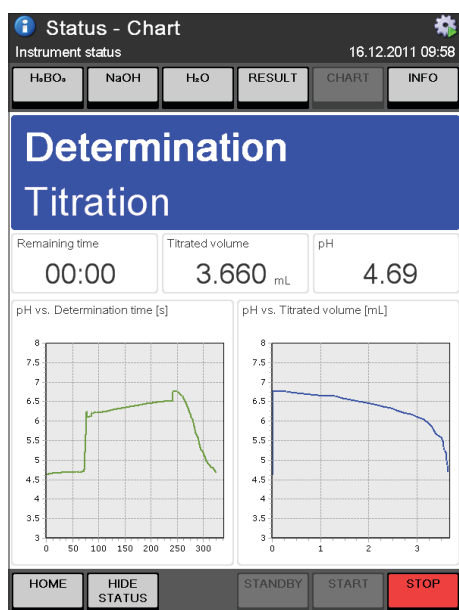 Status - Chart
Instrument status 16.12.2011 09:58
H₃BO₃ NaOH H₂O RESULT CHART INFO
Determination
Titration
Remaining time Titrated volume pH
00:00 3.660 mL 4.69
pH vs. Determination time [s] pH vs. Titrated volume [mL]
8 8
7.5 7.5
7 7
6.5 6.5
6 6
5.5 5.5
5 5
4.5 4.5
4 4
3.5 3.5
3 3
0 50 100 150 200 250 300 0 1 2 3
HOME HIDE STANDBY START STOP
STATUS